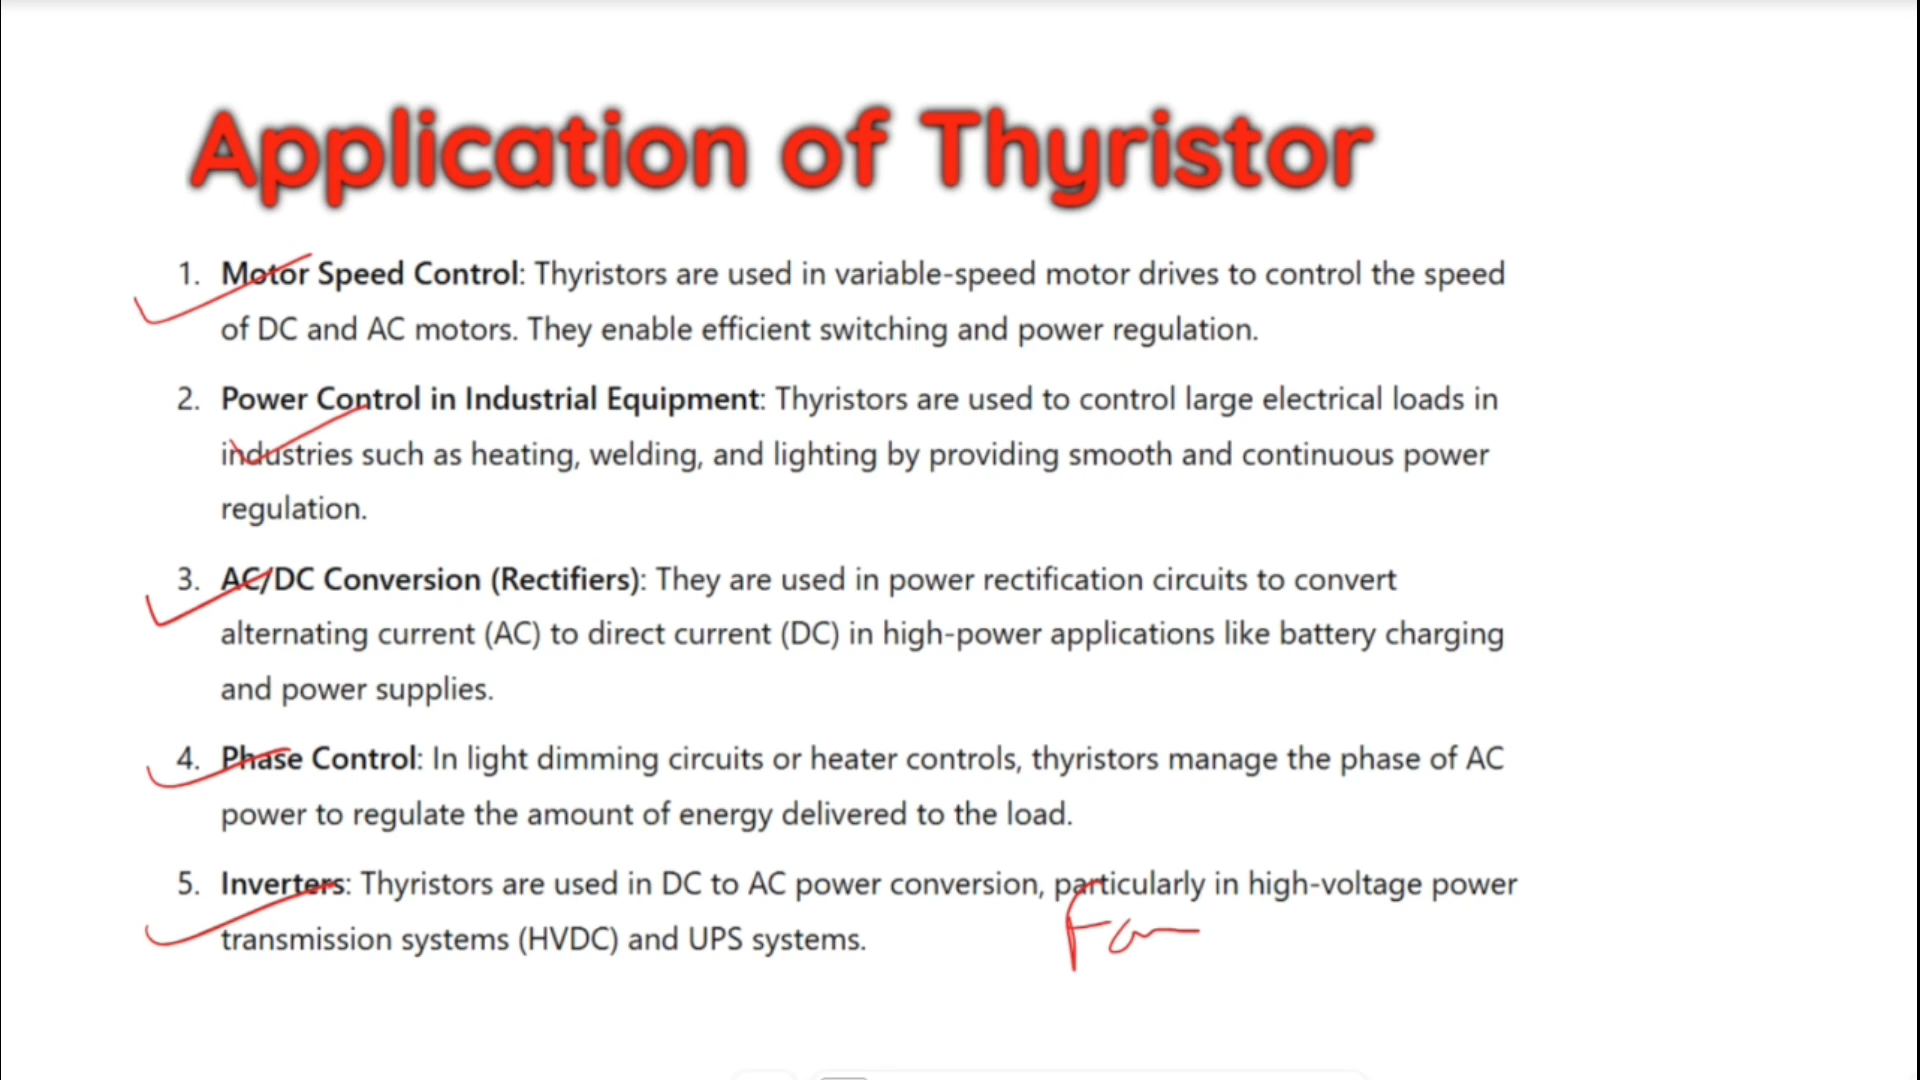 Application of Thyristor
1. Motor Speed Control: Thyristors are used in variable-speed motor drives to control the speed
of DC and AC motors. They enable efficient switching and power regulation.
2. Power Control in Industrial Equipment: Thyristors are used to control large electrical loads in
industries such as heating, welding, and lighting by providing smooth and continuous power
regulation.
3. AC/DC Conversion (Rectifiers): They are used in power rectification circuits to convert
alternating current (AC) to direct current (DC) in high-power applications like battery charging
and power supplies.
4. Phase Control: In light dimming circuits or heater controls, thyristors manage the phase of AC
power to regulate the amount of energy delivered to the load.
5. Inverters: Thyristors are used in DC to AC power conversion, particularly in high-voltage power
transmission systems (HVDC) and UPS systems.